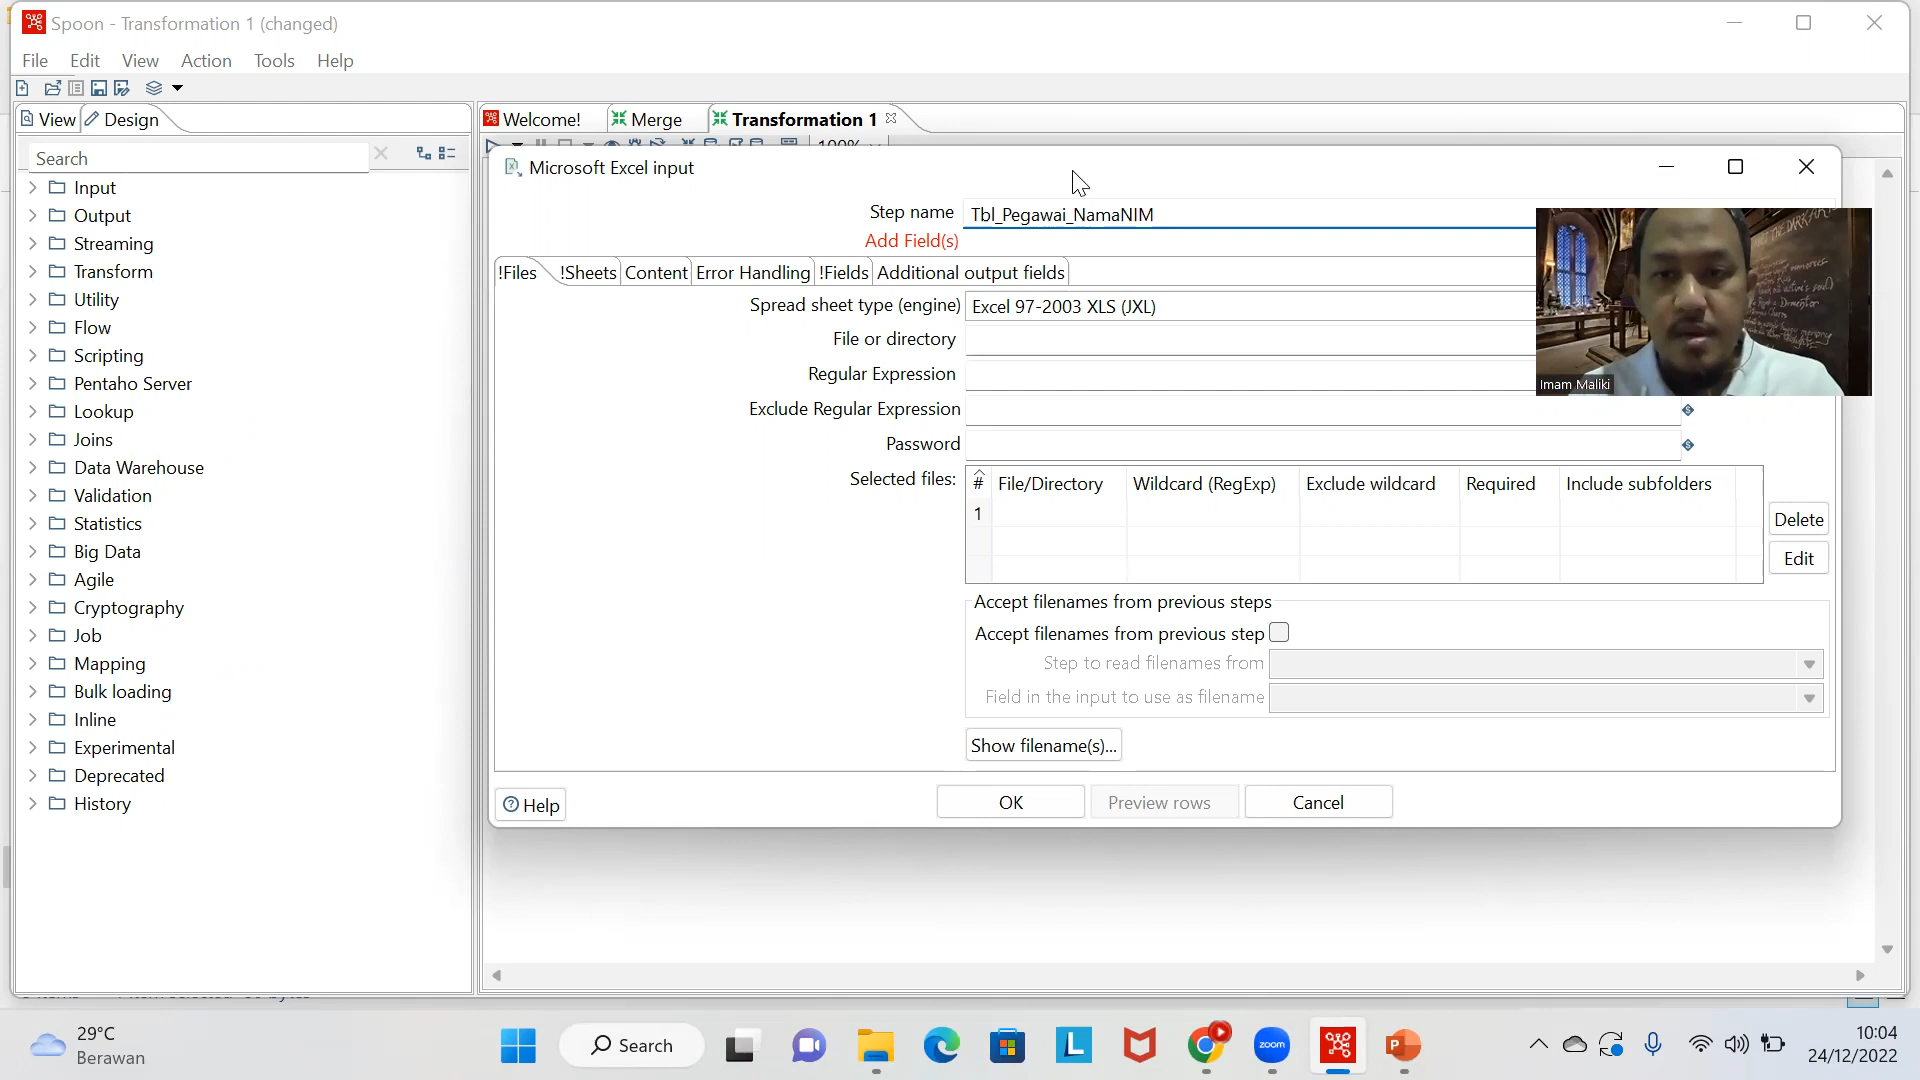 Spoon - Transformation 1 (changed)
File Edit View Action Tools Help
View Design
Welcome! Merge Transformation 1
Search
100%
Input
Output
Streaming
Transform
Utility
Flow
Scripting
Pentaho Server
Lookup
Joins
Data Warehouse
Validation
Statistics
Big Data
Agile
Cryptography
Job
Mapping
Bulk loading
Inline
Experimental
Deprecated
History
Microsoft Excel input
Step name Tbl_Pegawai_NamaNIM
Add Field(s)
!Files !Sheets Content Error Handling !Fields Additional output fields
Spread sheet type (engine) Excel 97-2003 XLS (JXL)
File or directory
Regular Expression
Exclude Regular Expression
Password
Selected files:
# File/Directory Wildcard (RegExp) Exclude wildcard Required Include subfolders
1
Delete
Edit
Accept filenames from previous steps
Accept filenames from previous step
Step to read filenames from
Field in the input to use as filename
Show filename(s)...
Help OK Preview rows Cancel
Imam Maliki
29°C
Berawan
Search
zoom
10:04
24/12/2022